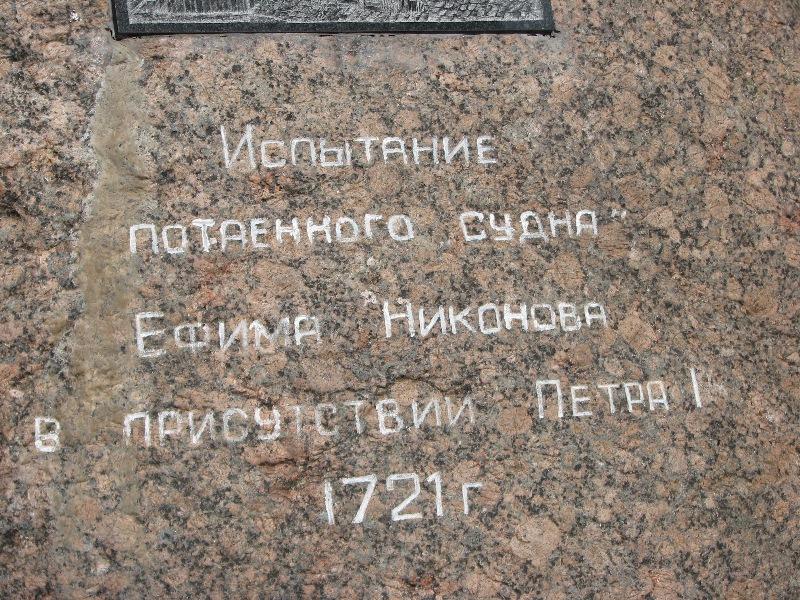 Испытание
потаенного судна"
Ефима Никонова
в присутствии Петра I
1721 г